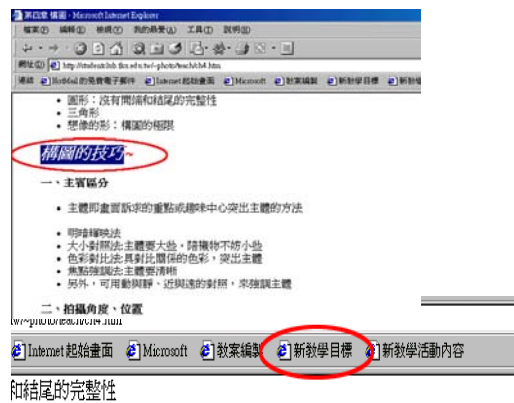 第四章 構圖 - Microsoft Internet Explorer
檔案(F) 編輯(E) 檢視(V) 我的最愛(A) 工具(T) 說明(H)
網址(D)
連結 HotMail 的免費電子郵件 Internet 起始畫面 Microsoft 教案編製 新教學目標
• 圓形：沒有開端和結尾的完整性
• 三角形
• 想像的形：構圖的極限
構圖的技巧~
一、主賓區分
• 主體即畫面訴求的重點或趣味中心突出主體的方法
• 明暗輝映法
• 大小對照法:主體要大些，陪襯物不妨小些
• 色彩對比法:具對比關係的色彩，突出主體
• 焦點強調法:主體要清晰
• 另外，可用動與靜、近與遠的對照，來強調主體
二、拍攝角度、位置
Internet 起始畫面 Microsoft 教案編製 新教學目標 新教學活動內容
和結尾的完整性